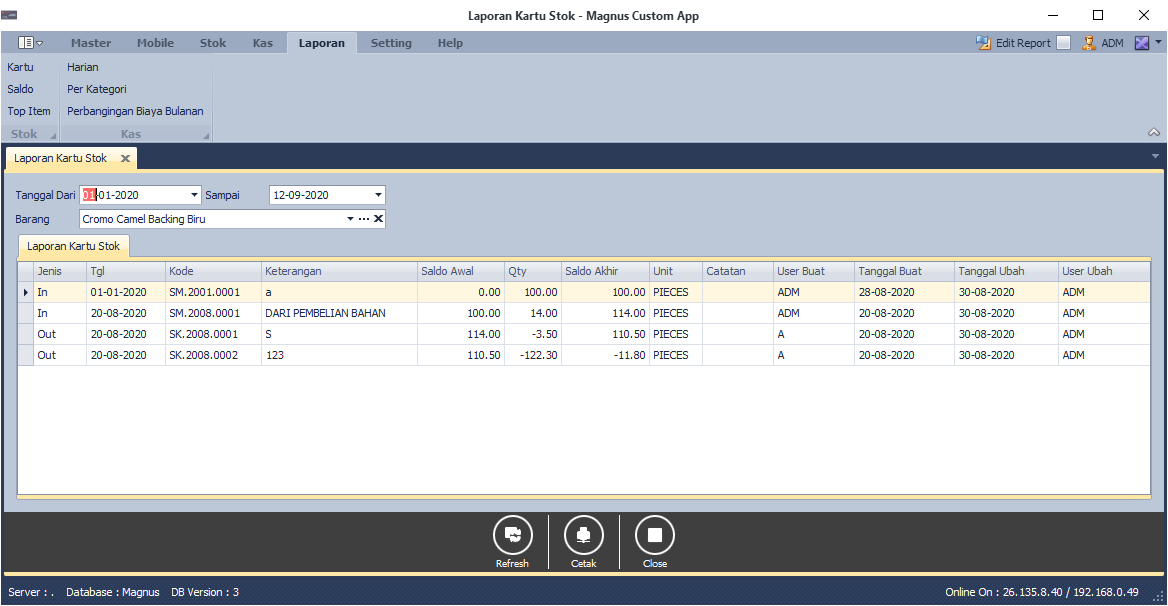 Laporan Kartu Stok - Magnus Custom App
Master Mobile Stok Kas Laporan Setting Help Edit Report ADM
Kartu Harian
Saldo Per Kategori
Top Item Perbangingan Biaya Bulanan
Stok Kas
Laporan Kartu Stok
Tanggal Dari 01-01-2020 Sampai 12-09-2020
Barang Cromo Camel Backing Biru
Laporan Kartu Stok
Jenis Tgl Kode Keterangan Saldo Awal Qty Saldo Akhir Unit Catatan User Buat Tanggal Buat Tanggal Ubah User Ubah
In 01-01-2020 SM.2001.0001 a 0.00 100.00 100.00 PIECES ADM 28-08-2020 30-08-2020 ADM
In 20-08-2020 SM.2008.0001 DARI PEMBELIAN BAHAN 100.00 14.00 114.00 PIECES ADM 20-08-2020 30-08-2020 ADM
Out 20-08-2020 SK.2008.0001 S 114.00 -3.50 110.50 PIECES A 20-08-2020 30-08-2020 ADM
Out 20-08-2020 SK.2008.0002 123 110.50 -122.30 -11.80 PIECES A 20-08-2020 30-08-2020 ADM
Refresh Cetak Close
Server : . Database : Magnus DB Version : 3 Online On : 26.135.8.40 / 192.168.0.49